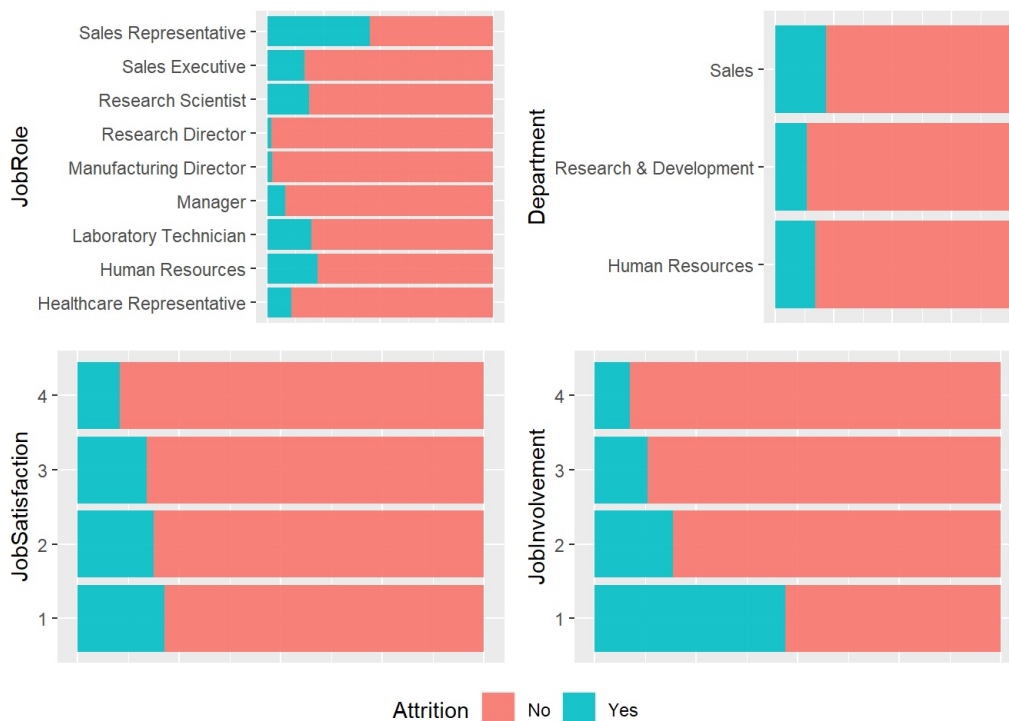 JobRole
Sales Representative
Sales Executive
Research Scientist
Research Director
Manufacturing Director
Manager
Laboratory Technician
Human Resources
Healthcare Representative
Department
Sales
Research & Development
Human Resources
JobSatisfaction
4
3
2
1
JobInvolvement
4
3
2
1
Attrition No Yes